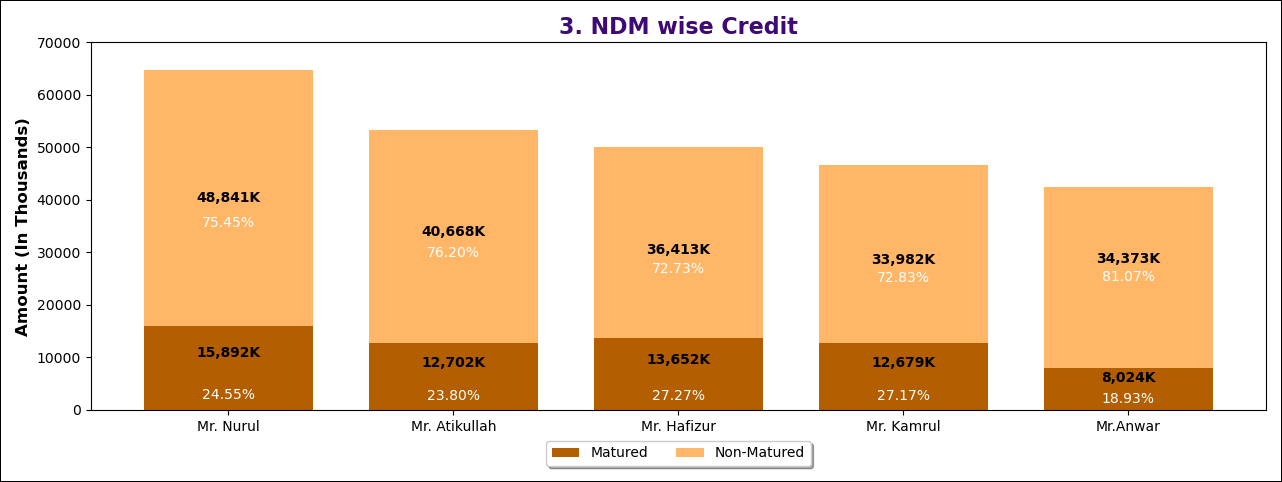 3. NDM wise Credit
Amount (In Thousands)
70000
60000
50000
40000
30000
20000
10000
0
48,841K
75.45%
15,892K
24.55%
40,668K
76.20%
12,702K
23.80%
36,413K
72.73%
13,652K
27.27%
33,982K
72.83%
12,679K
27.17%
34,373K
81.07%
8,024K
18.93%
Mr. Nurul
Mr. Atikullah
Mr. Hafizur
Mr. Kamrul
Mr.Anwar
Matured
Non-Matured